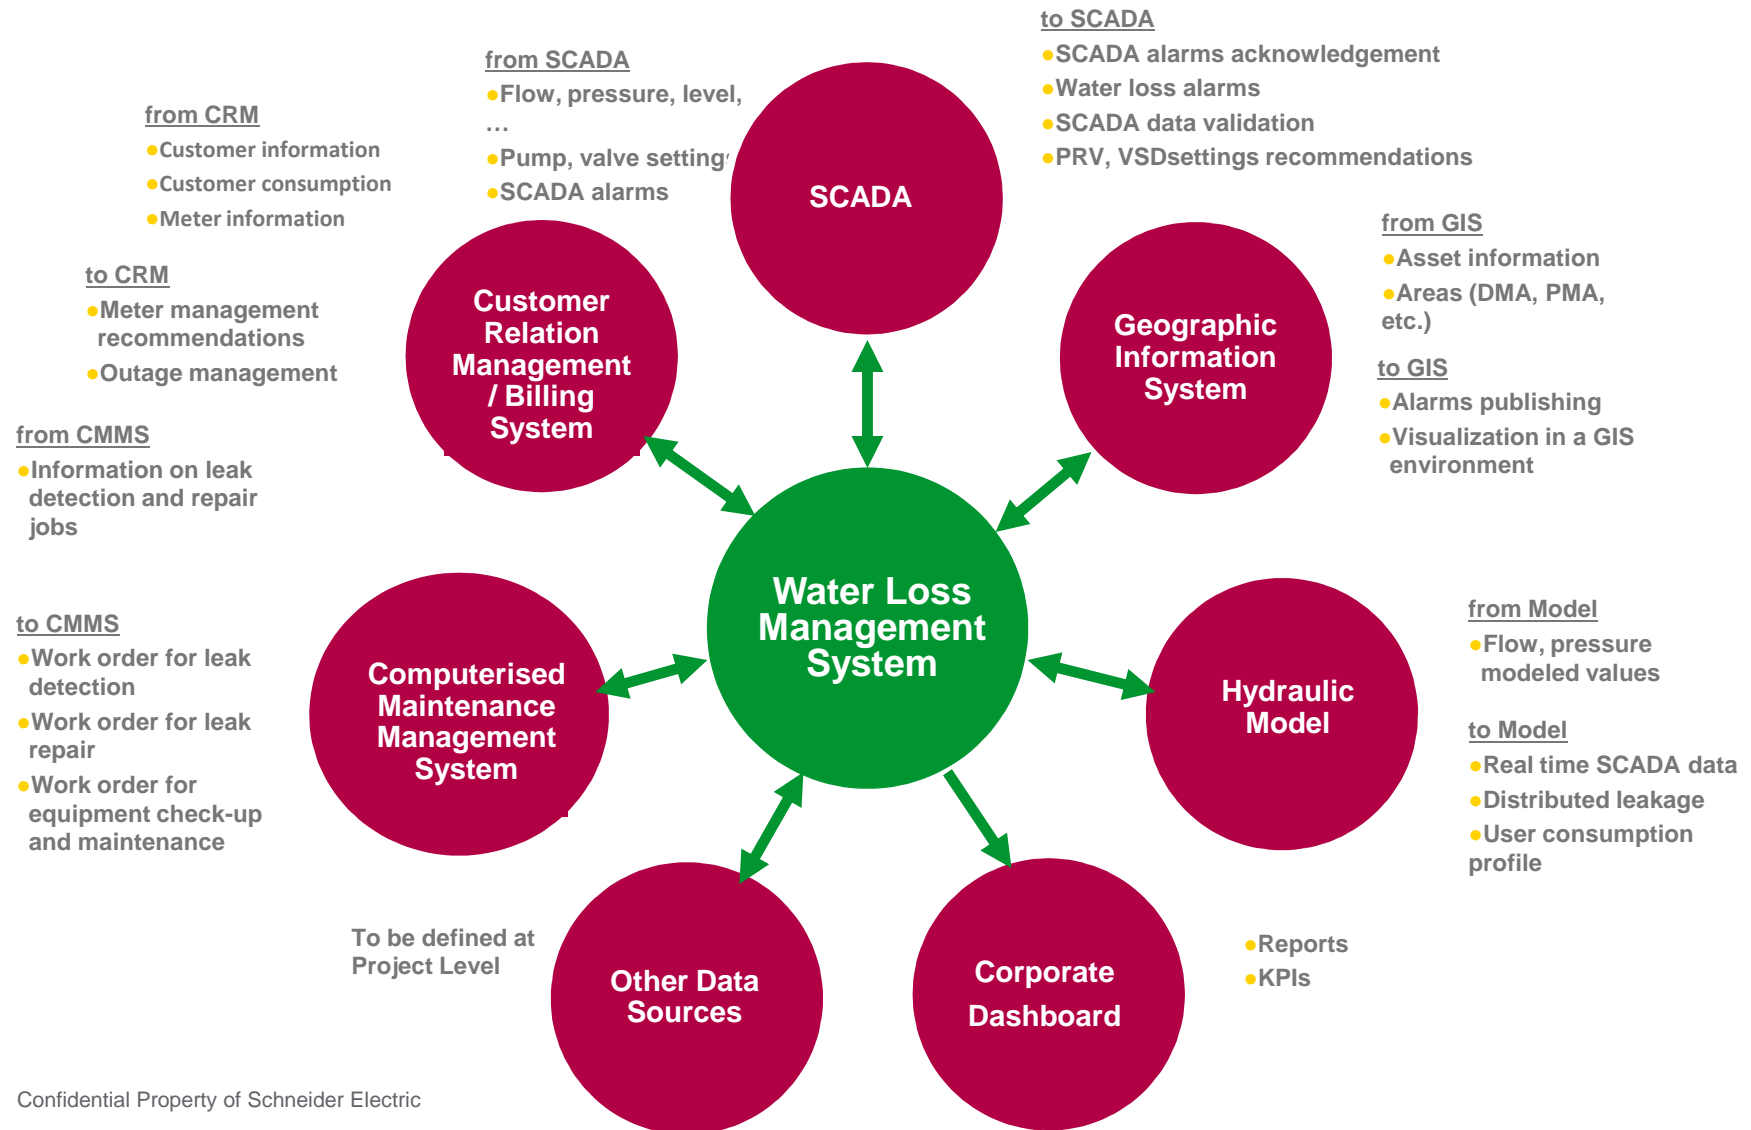 to SCADA
●SCADA alarms acknowledgement
●Water loss alarms
●SCADA data validation
●PRV, VSDsettings recommendations
from SCADA
●Flow, pressure, level,
…
●Pump, valve settings
●SCADA alarms
from CRM
●Customer information
●Customer consumption
●Meter information
to CRM
●Meter management
recommendations
●Outage management
from CMMS
●Information on leak
detection and repair
jobs
to CMMS
●Work order for leak
detection
●Work order for leak
repair
●Work order for
equipment check-up
and maintenance
SCADA
Customer
Relation
Management
/ Billing
System
Geographic
Information
System
from GIS
●Asset information
●Areas (DMA, PMA,
etc.)
to GIS
●Alarms publishing
●Visualization in a GIS
environment
Water Loss
Management
System
Computerised
Maintenance
Management
System
Hydraulic
Model
from Model
●Flow, pressure
modeled values
to Model
●Real time SCADA data
●Distributed leakage
●User consumption
profile
To be defined at
Project Level
Other Data
Sources
Corporate
Dashboard
●Reports
●KPIs
Confidential Property of Schneider Electric